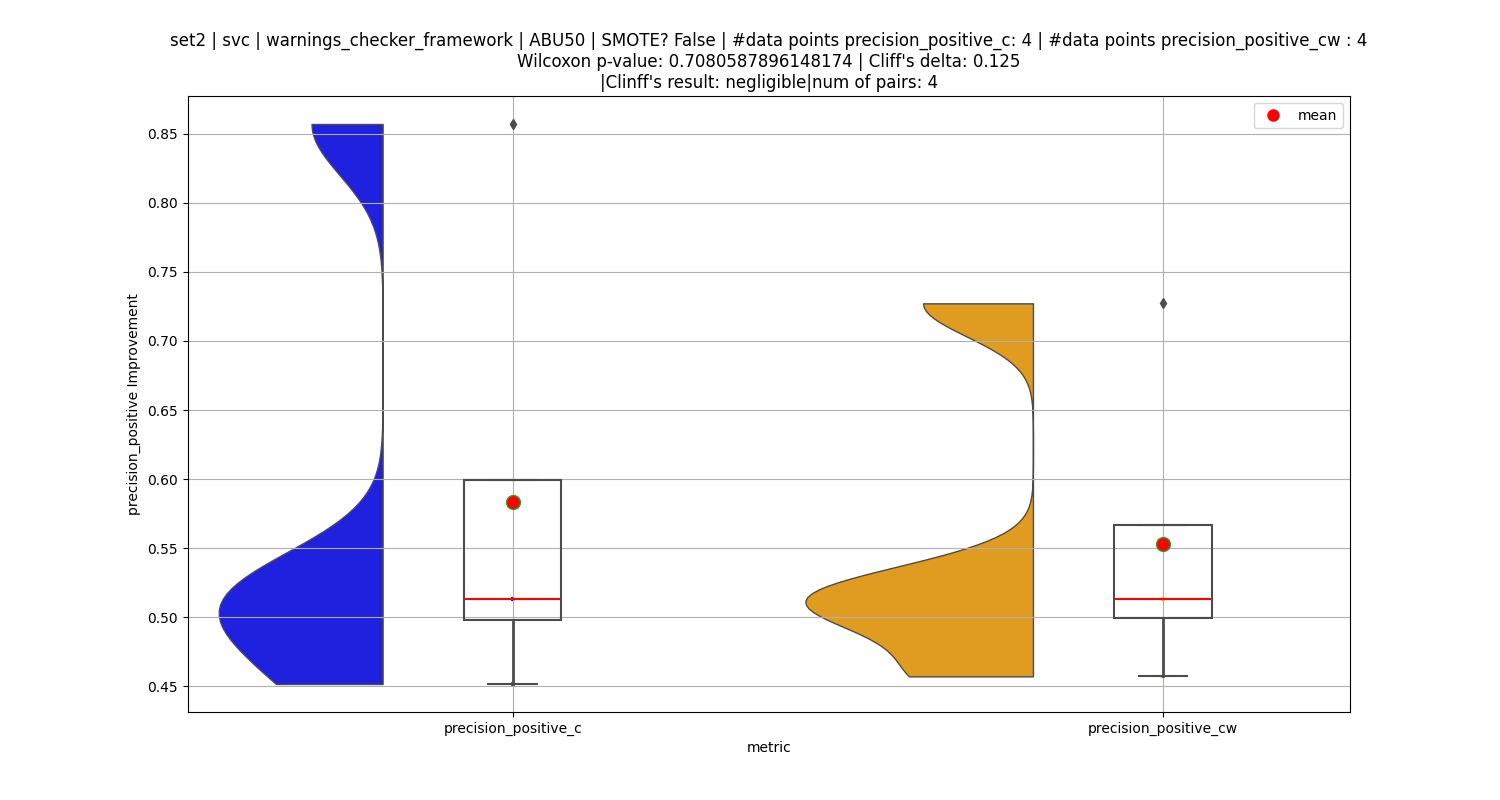 set2 | svc | warnings_checker_framework | ABU50 | SMOTE? False | #data points precision_positive_c: 4 | #data points precision_positive_cw : 4
Wilcoxon p-value: 0.7080587896148174 | Cliff's delta: 0.125
|Clinff's result: negligible|num of pairs: 4
mean
0.85
0.80
0.75
0.70
0.65
0.60
0.55
0.50
0.45
precision_positive Improvement
precision_positive_c
precision_positive_cw
metric